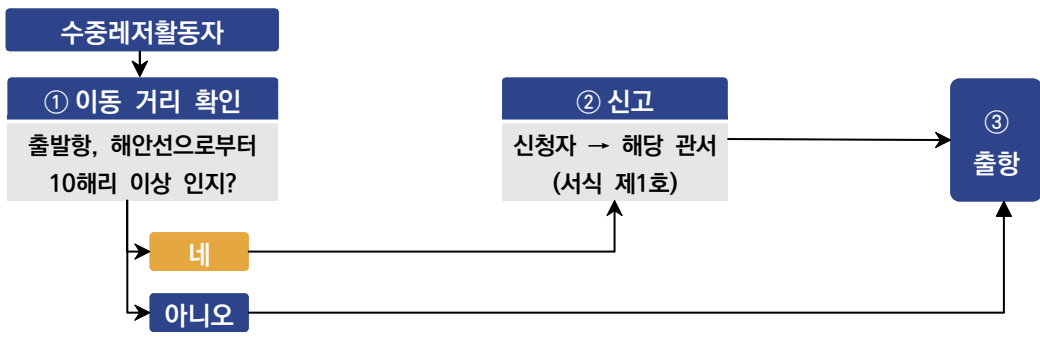 수중레저활동자
① 이동 거리 확인
출발항, 해안선으로부터
10해리 이상 인지?
네
아니오
② 신고
신청자 → 해당 관서
(서식 제1호)
③
출항